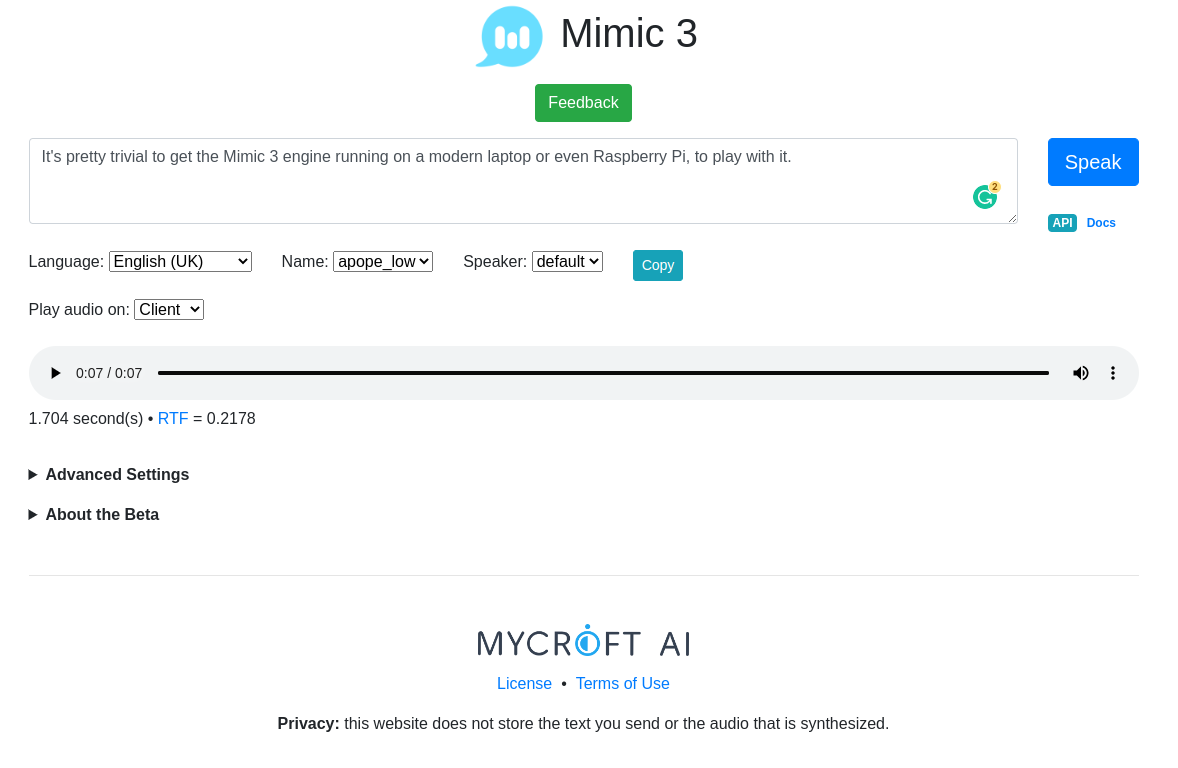 Mimic 3
Feedback
It's pretty trivial to get the Mimic 3 engine running on a modern laptop or even Raspberry Pi, to play with it.
2
Speak
API Docs
Language: English (UK) Name: apope_low Speaker: default Copy
Play audio on: Client
0:07 / 0:07
1.704 second(s) • RTF = 0.2178
Advanced Settings
About the Beta
MYCROFT AI
License • Terms of Use
Privacy: this website does not store the text you send or the audio that is synthesized.